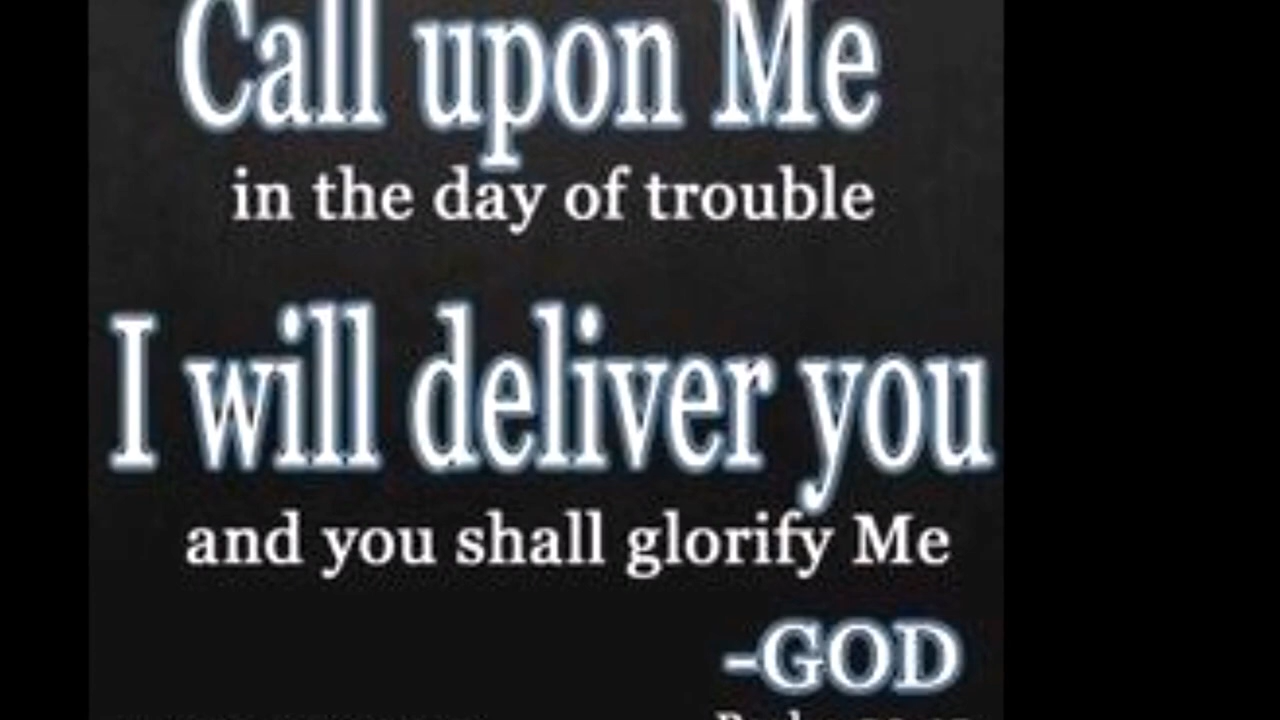 Call upon Me
in the day of trouble
I will deliver you
and you shall glorify Me
-GOD